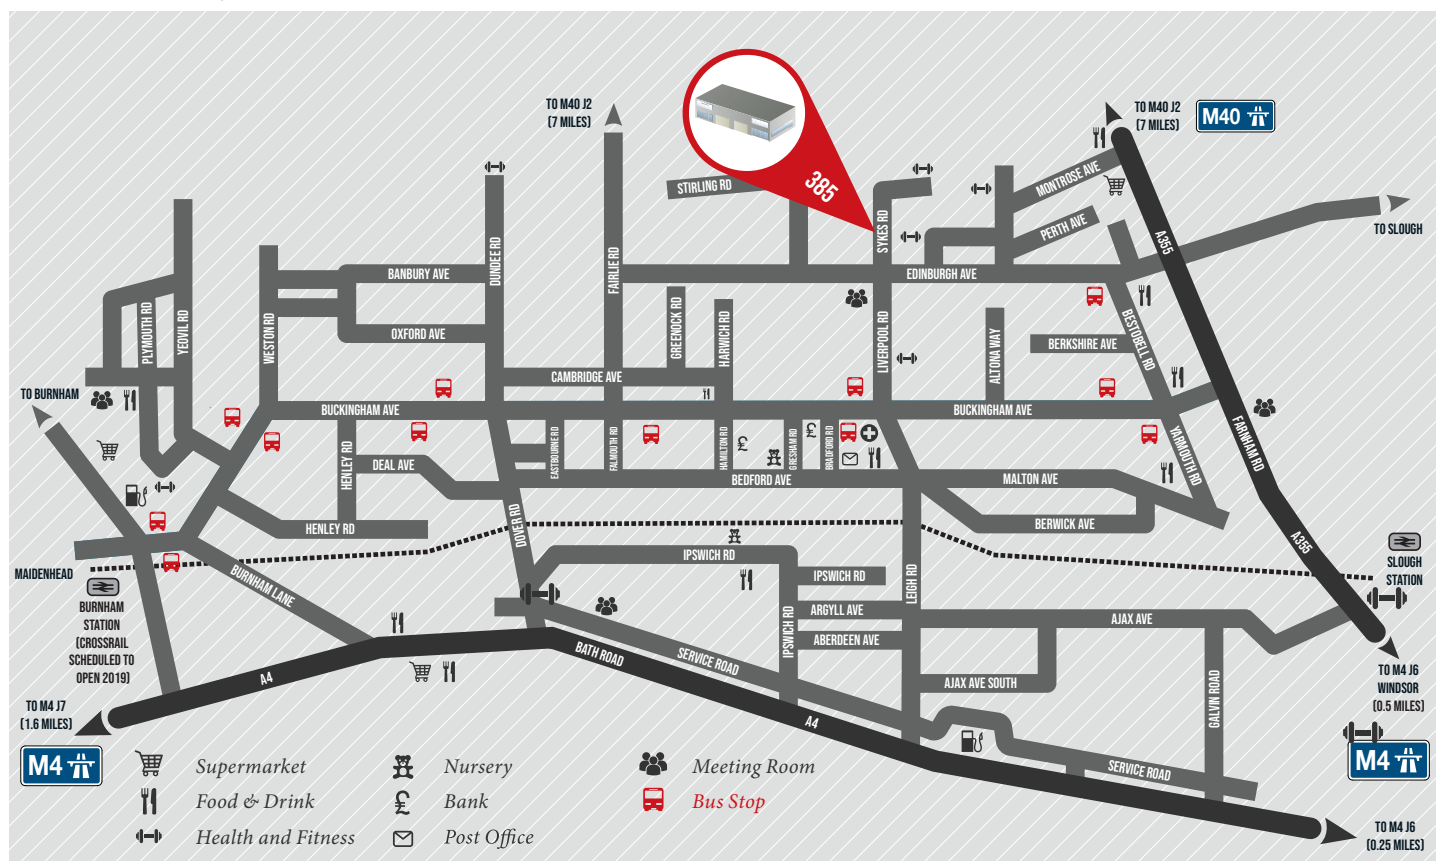 TO M40 J2
(7 MILES)
TO M40 J2
(7 MILES)
M40
385
STIRLING RD
MONTROSE AVE
PERTH AVE
SYKES RD
A355
TO SLOUGH
DUNDEE RD
FAIRLIE RD
BANBURY AVE
EDINBURGH AVE
PLYMOUTH RD
YEOVIL RD
WESTON RD
OXFORD AVE
GREENOCK RD
HARWICH RD
LIVERPOOL RD
ALTONA WAY
BERKSHIRE AVE
BESTOBELL RD
CAMBRIDGE AVE
TO BURNHAM
BUCKINGHAM AVE
BUCKINGHAM AVE
FARNHAM RD
HENLEY RD
DEAL AVE
EASTBOURNE RD
FALMOUTH RD
HAMILTON RD
GRESHAM RD
BRADFORD RD
YARMOUTH RD
BEDFORD AVE
MALTON AVE
HENLEY RD
DOVER RD
BERWICK AVE
A355
MAIDENHEAD
IPSWICH RD
SLOUGH
STATION
BURNHAM LANE
IPSWICH RD
LEIGH RD
BURNHAM
STATION
(CROSSRAIL
SCHEDULED TO
OPEN 2019)
ARGYLL AVE
AJAX AVE
IPSWICH RD
ABERDEEN AVE
BATH ROAD
SERVICE ROAD
A4
AJAX AVE SOUTH
GALVIN ROAD
TO M4 J6
WINDSOR
(0.5 MILES)
TO M4 J7
(1.6 MILES)
A4
M4
M4
SERVICE ROAD
Supermarket
Nursery
Meeting Room
Food & Drink
Bank
Bus Stop
Health and Fitness
Post Office
TO M4 J6
(0.25 MILES)